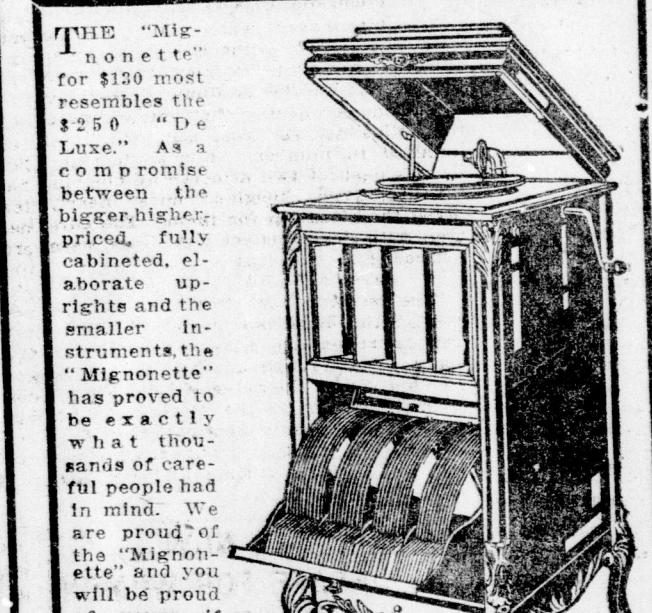 THE "Mig-
nonette"
for $130 most
resembles the
$250 "De
Luxe." As a
compromise
between the
bigger, higher-
priced, fully
cabineted, el-
aborate up-
rights and the
smaller in-
struments, the
"Mignonette"
has proved to
be exactly
what thou-
sands of care-
ful people had
in mind. We
are proud of
the "Mignon-
ette" and you
will be proud